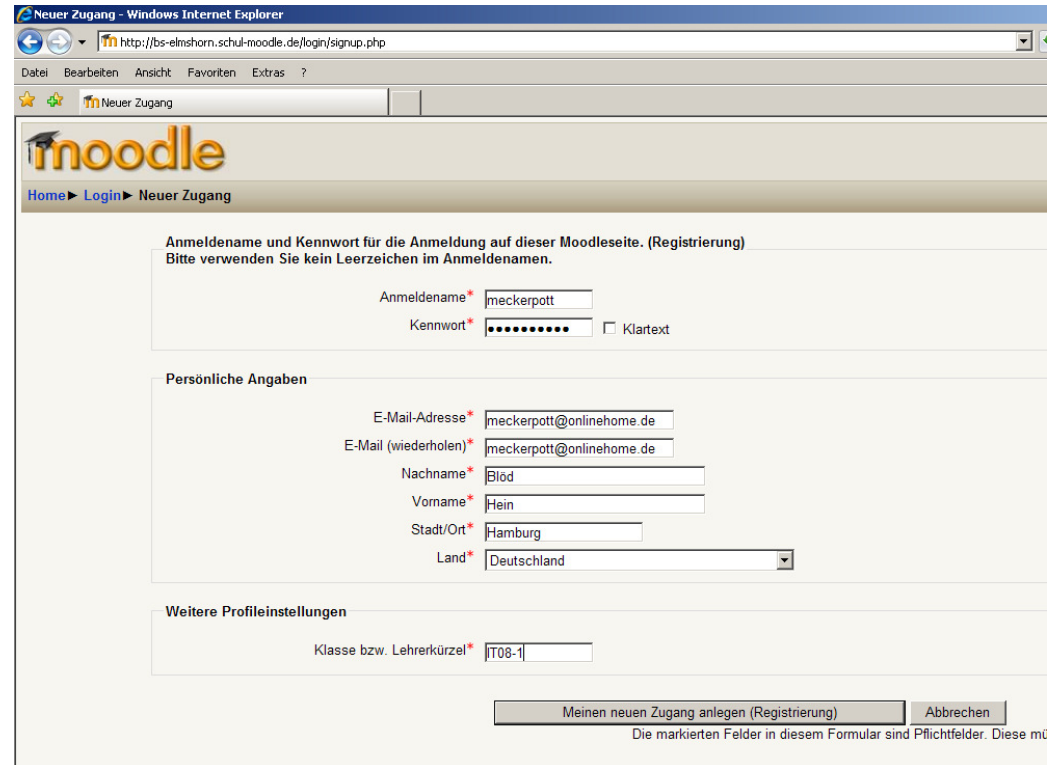 Neuer Zugang - Windows Internet Explorer
http://bs-elmshorn.schul-moodle.de/login/signup.php
Datei Bearbeiten Ansicht Favoriten Extras ?
Neuer Zugang
moodle
Home► Login► Neuer Zugang
Anmeldename und Kennwort für die Anmeldung auf dieser Moodleseite. (Registrierung)
Bitte verwenden Sie kein Leerzeichen im Anmeldenamen.
Anmeldename* meckerpott
Kennwort* ●●●●●●●●●● Klartext
Persönliche Angaben
E-Mail-Adresse* meckerpott@onlinehome.de
E-Mail (wiederholen)* meckerpott@onlinehome.de
Nachname* Blöd
Vorname* Hein
Stadt/Ort* Hamburg
Land* Deutschland
Weitere Profileinstellungen
Klasse bzw. Lehrerkürzel* IT08-1
Meinen neuen Zugang anlegen (Registrierung) Abbrechen
Die markierten Felder in diesem Formular sind Pflichtfelder. Diese mü